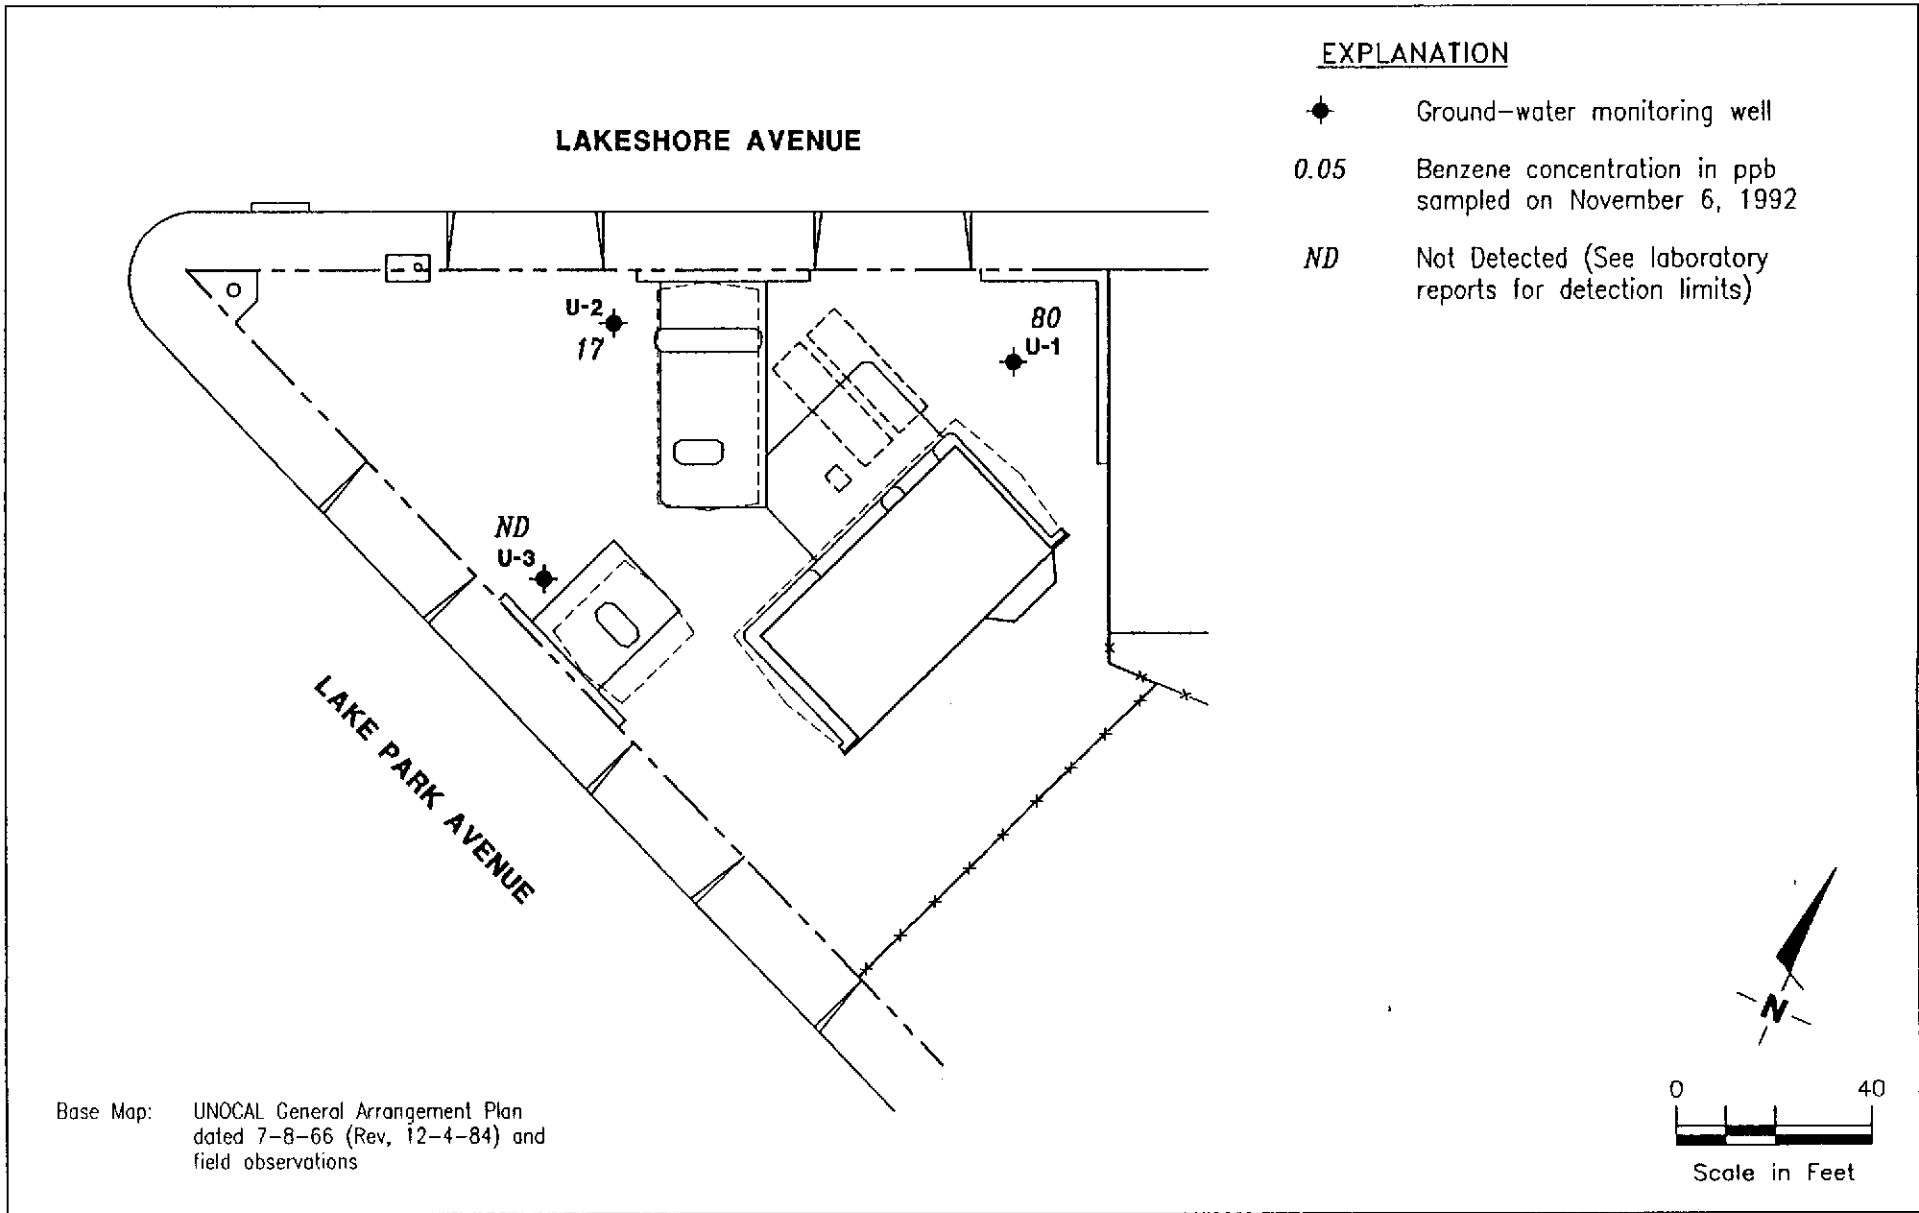 EXPLANATION
Ground-water monitoring well
0.05 Benzene concentration in ppb
sampled on November 6, 1992
ND Not Detected (See laboratory
reports for detection limits)
LAKESHORE AVENUE
U-2
17
80
U-1
ND
U-3
LAKE PARK AVENUE
N
0 40
Scale in Feet
Base Map: UNOCAL General Arrangement Plan
dated 7-8-66 (Rev, 12-4-84) and
field observations